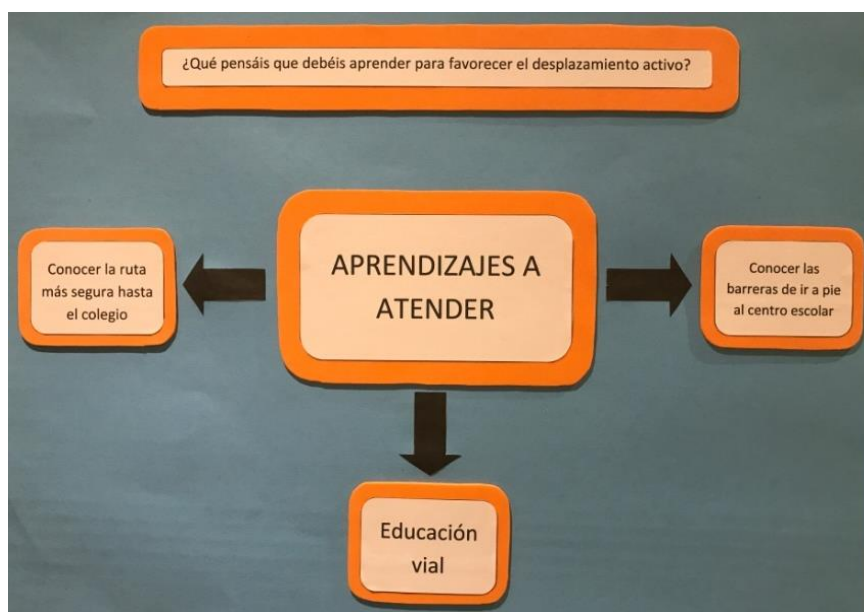 ¿Qué pensáis que debéis aprender para favorecer el desplazamiento activo?
APRENDIZAJES A
ATENDER
Conocer la ruta
más segura hasta
el colegio
Conocer las
barreras de ir a pie
al centro escolar
Educación
vial